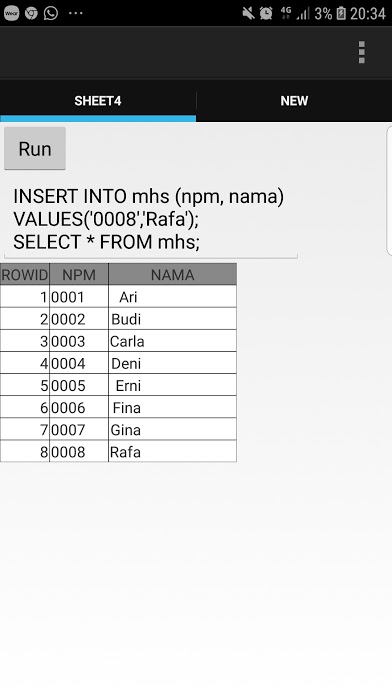 Wear 4G 3% 20:34
SHEET4 NEW
Run
INSERT INTO mhs (npm, nama)
VALUES('0008','Rafa');
SELECT * FROM mhs;
ROWID NPM NAMA
1 0001 Ari
2 0002 Budi
3 0003 Carla
4 0004 Deni
5 0005 Erni
6 0006 Fina
7 0007 Gina
8 0008 Rafa